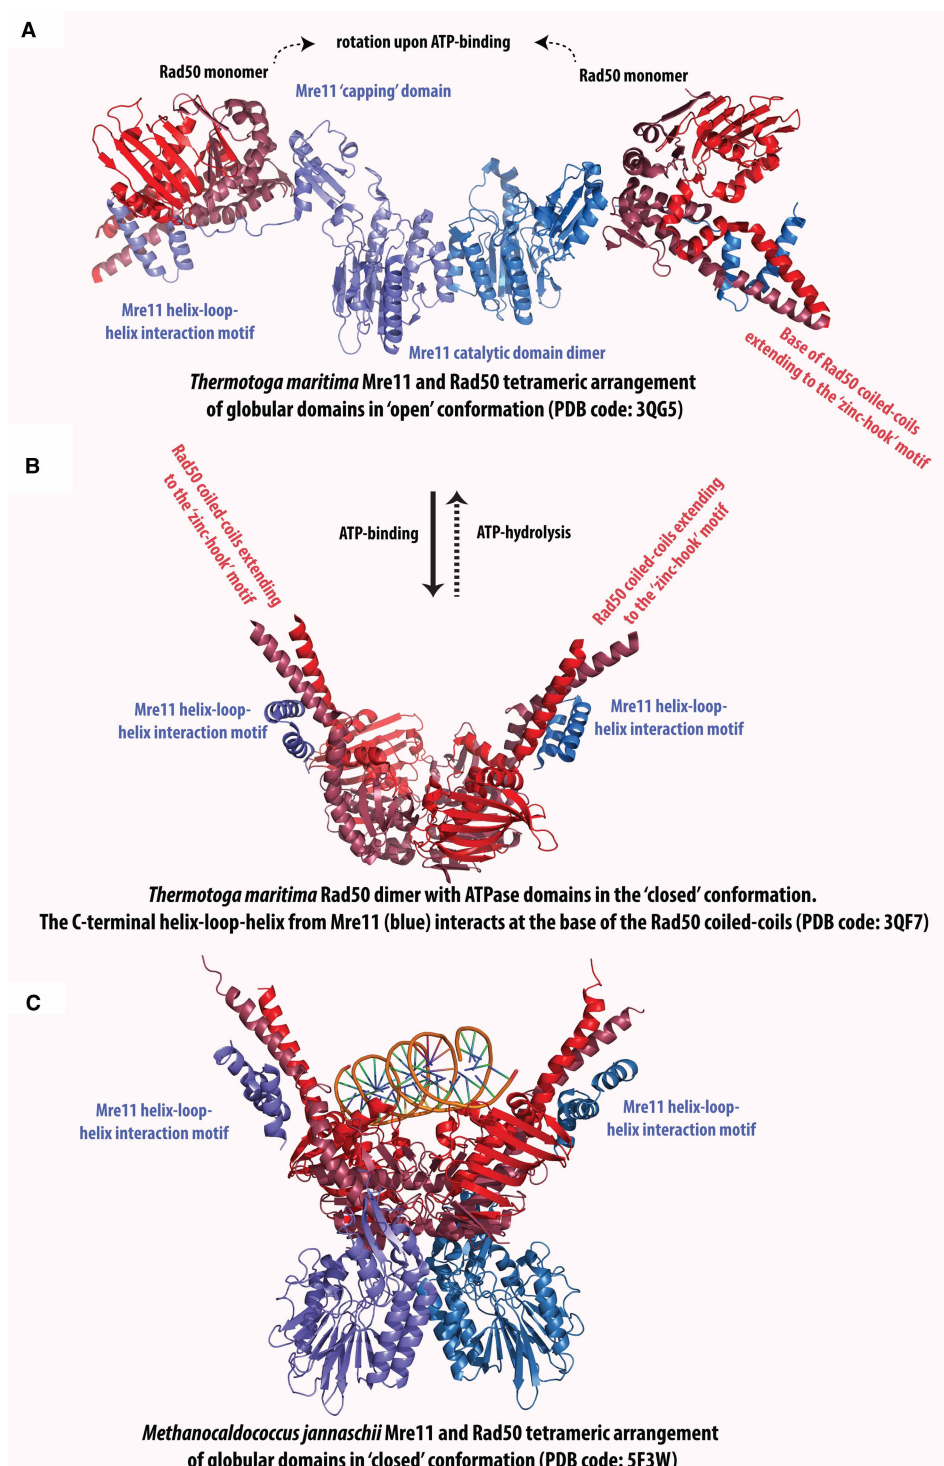 A
rotation upon ATP-binding
Rad50 monomer
Rad50 monomer
Mre11 ‘capping’ domain
Mre11 helix-loop-
helix interaction motif
Mre11 catalytic domain dimer
Base of Rad50 coiled-coils
extending to the ‘zinc-hook’ motif
Thermotoga maritima Mre11 and Rad50 tetrameric arrangement
of globular domains in ‘open’ conformation (PDB code: 3QG5)
B
Rad50 coiled-coils extending
to the ‘zinc-hook’ motif
ATP-binding
ATP-hydrolysis
Rad50 coiled-coils extending
to the ‘zinc-hook’ motif
Mre11 helix-loop-
helix interaction motif
Mre11 helix-loop-
helix interaction motif
Thermotoga maritima Rad50 dimer with ATPase domains in the ‘closed’ conformation.
The C-terminal helix-loop-helix from Mre11 (blue) interacts at the base of the Rad50 coiled-coils (PDB code: 3QF7)
C
Mre11 helix-loop-
helix interaction motif
Mre11 helix-loop-
helix interaction motif
Methanocaldococcus jannaschii Mre11 and Rad50 tetrameric arrangement
of globular domains in ‘closed’ conformation (PDB code: 5F3W)